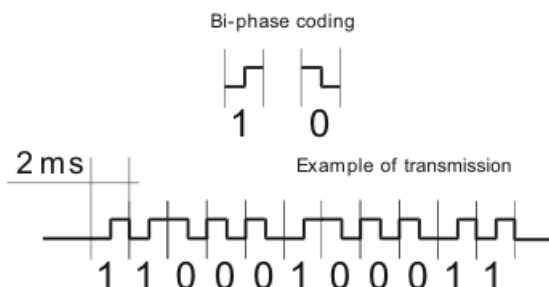 Bi-phase coding
1 0
2 ms
Example of transmission
1 1 0 0 0 1 0 0 0 1 1